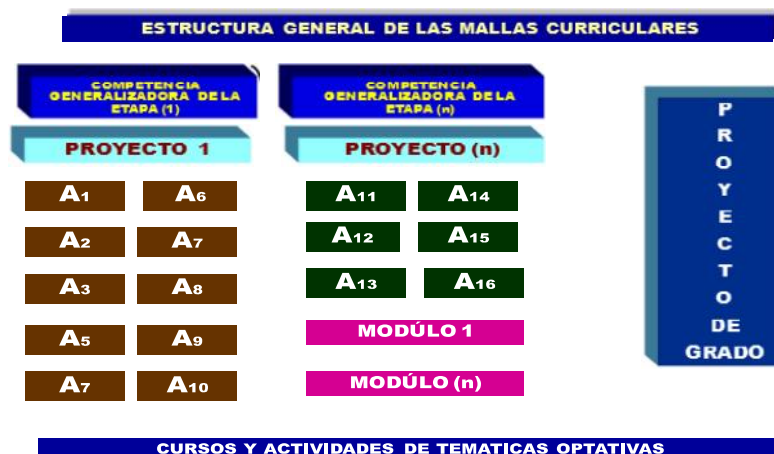 ESTRUCTURA GENERAL DE LAS MALLAS CURRICULARES
COMPETENCIA
GENERALIZADORA DE LA
ETAPA (1)
COMPETENCIA
GENERALIZADORA DE LA
ETAPA (n)
PROYECTO 1
PROYECTO (n)
A1
A6
A11
A14
A2
A7
A12
A15
A3
A8
A13
A16
A5
A9
MODÚLO 1
A7
A10
MODÚLO (n)
P
R
O
Y
E
C
T
O
DE
GRADO
CURSOS Y ACTIVIDADES DE TEMATICAS OPTATIVAS